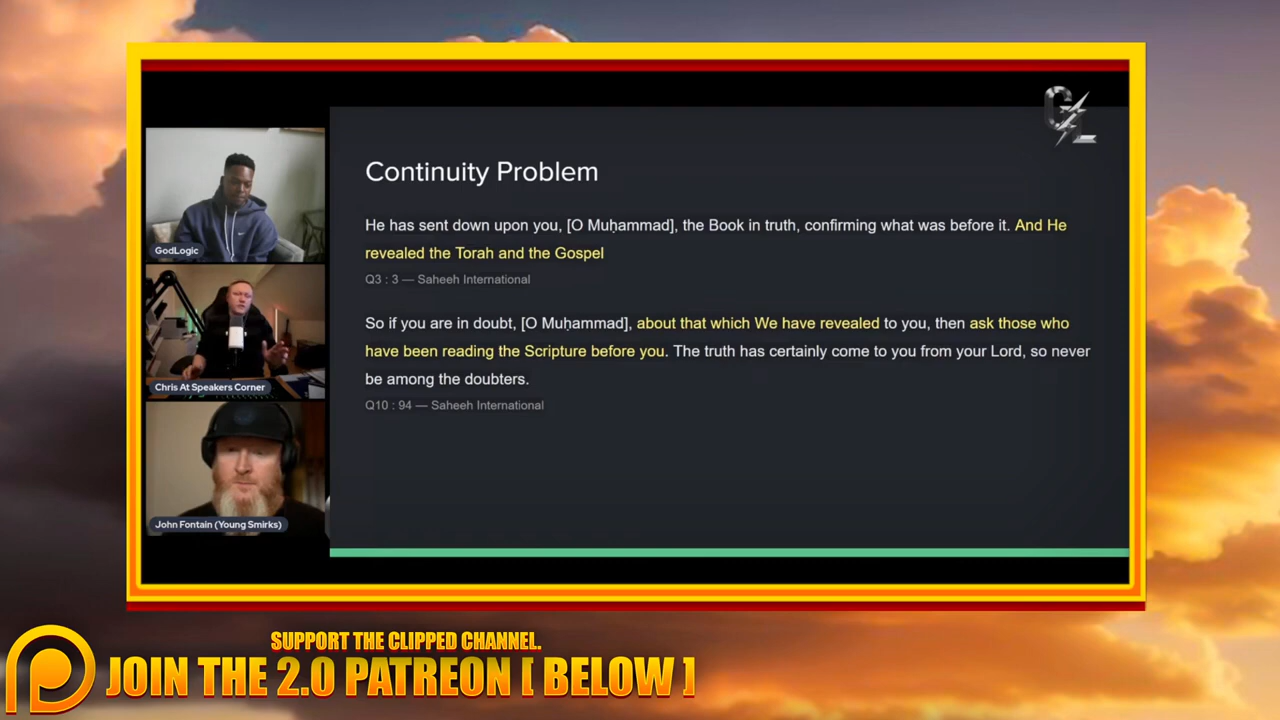 GL
Continuity Problem
He has sent down upon you, [O Muḥammad], the Book in truth, confirming what was before it. And He
revealed the Torah and the Gospel
Q3 : 3 — Saheeh International
So if you are in doubt, [O Muḥammad], about that which We have revealed to you, then ask those who
have been reading the Scripture before you. The truth has certainly come to you from your Lord, so never
be among the doubters.
Q10 : 94 — Saheeh International
GodLogic
Chris At Speakers Corner
John Fontain (Young Smirks)
SUPPORT THE CLIPPED CHANNEL.
JOIN THE 2.0 PATREON [ BELOW ]